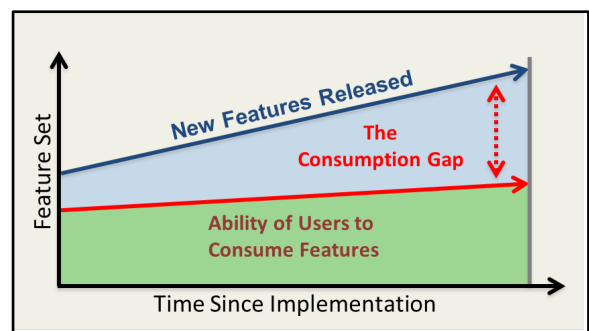 New Features Released
The
Consumption Gap
Feature Set
Ability of Users to
Consume Features
Time Since Implementation